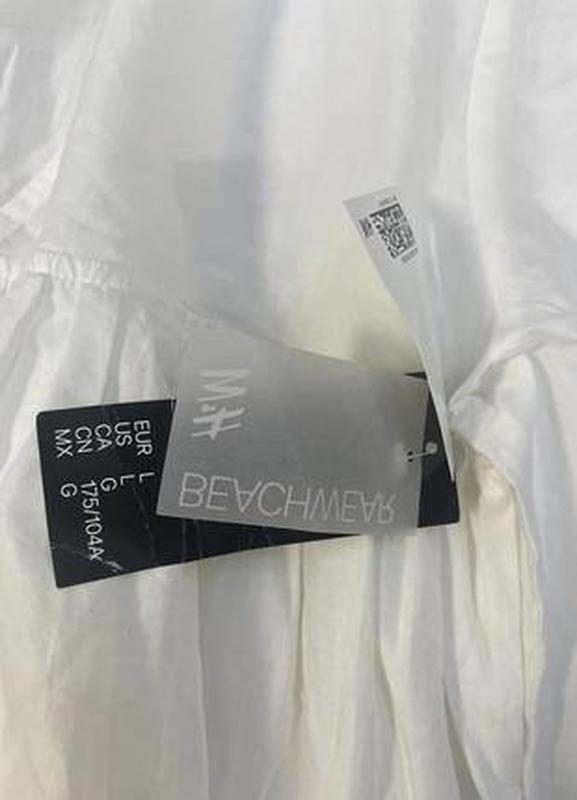 H&M
BEACHWEAR
EUR L
US L
CA G
CN 175/104A
MX G